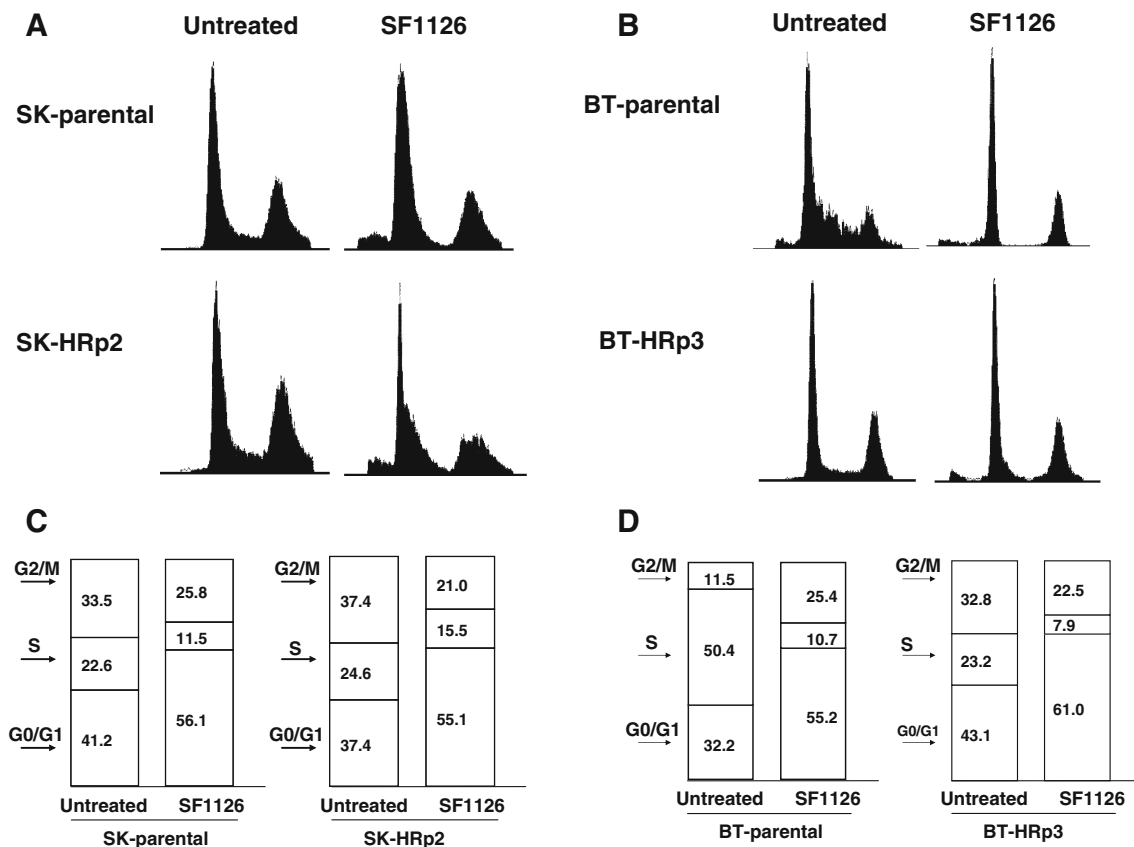 A
Untreated SF1126
SK-parental
SK-HRp2
B
Untreated SF1126
BT-parental
BT-HRp3
C
G2/M
S
G0/G1
33.5
22.6
41.2
25.8
11.5
56.1
Untreated SF1126
SK-parental
G2/M
S
G0/G1
37.4
24.6
37.4
21.0
15.5
55.1
Untreated SF1126
SK-HRp2
D
G2/M
S
G0/G1
11.5
50.4
32.2
25.4
10.7
55.2
Untreated SF1126
BT-parental
G2/M
S
G0/G1
32.8
23.2
43.1
22.5
7.9
61.0
Untreated SF1126
BT-HRp3